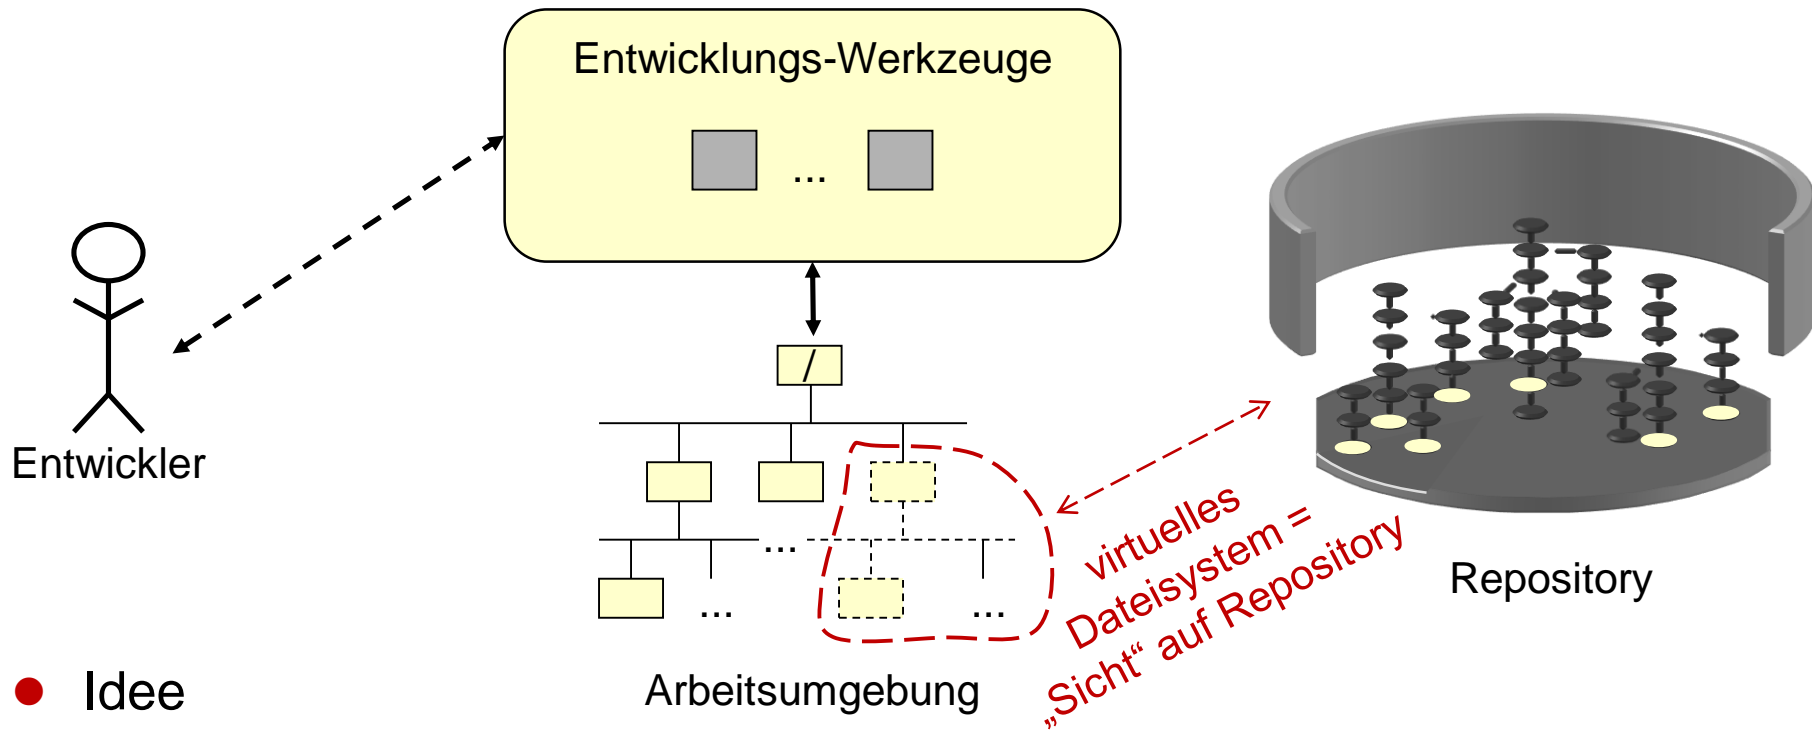 Entwicklungs-Werkzeuge
...
Entwickler
/
...
...
...
virtuelles
Dateisystem =
„Sicht“ auf Repository
Repository
Arbeitsumgebung
● Idee